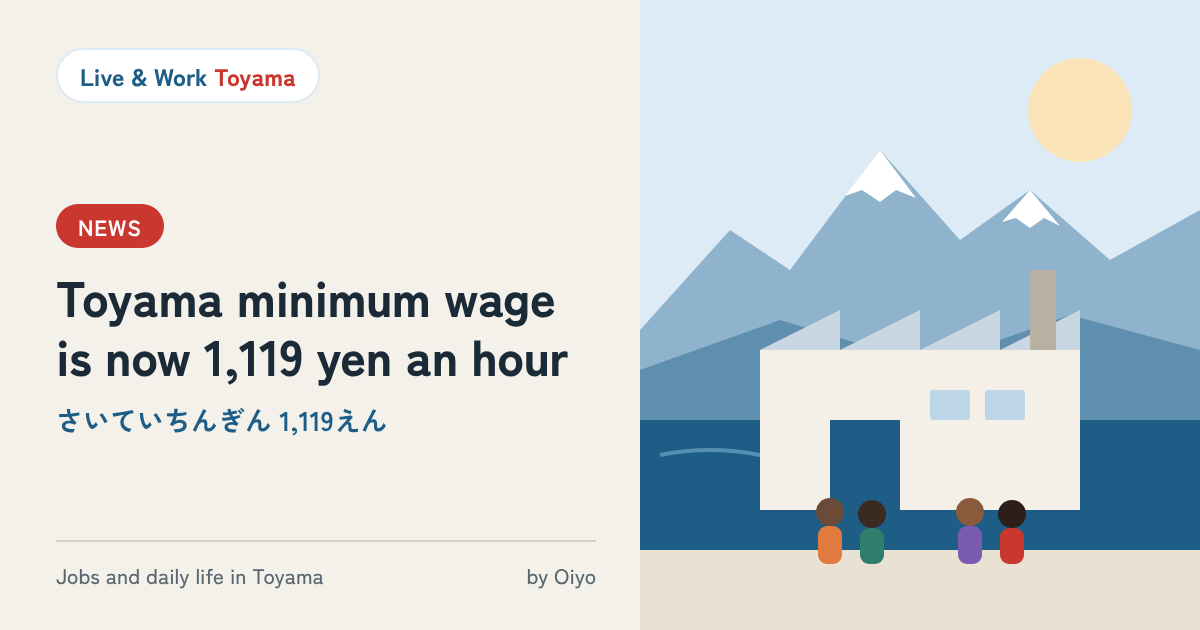 Live & Work Toyama
NEWS
Toyama minimum wage
is now 1,119 yen an hour
さいていちんぎん 1,119えん
Jobs and daily life in Toyama
by Oiyo